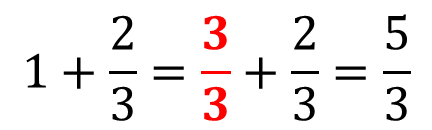 1 + 2/3 = 3/3 + 2/3 = 5/3